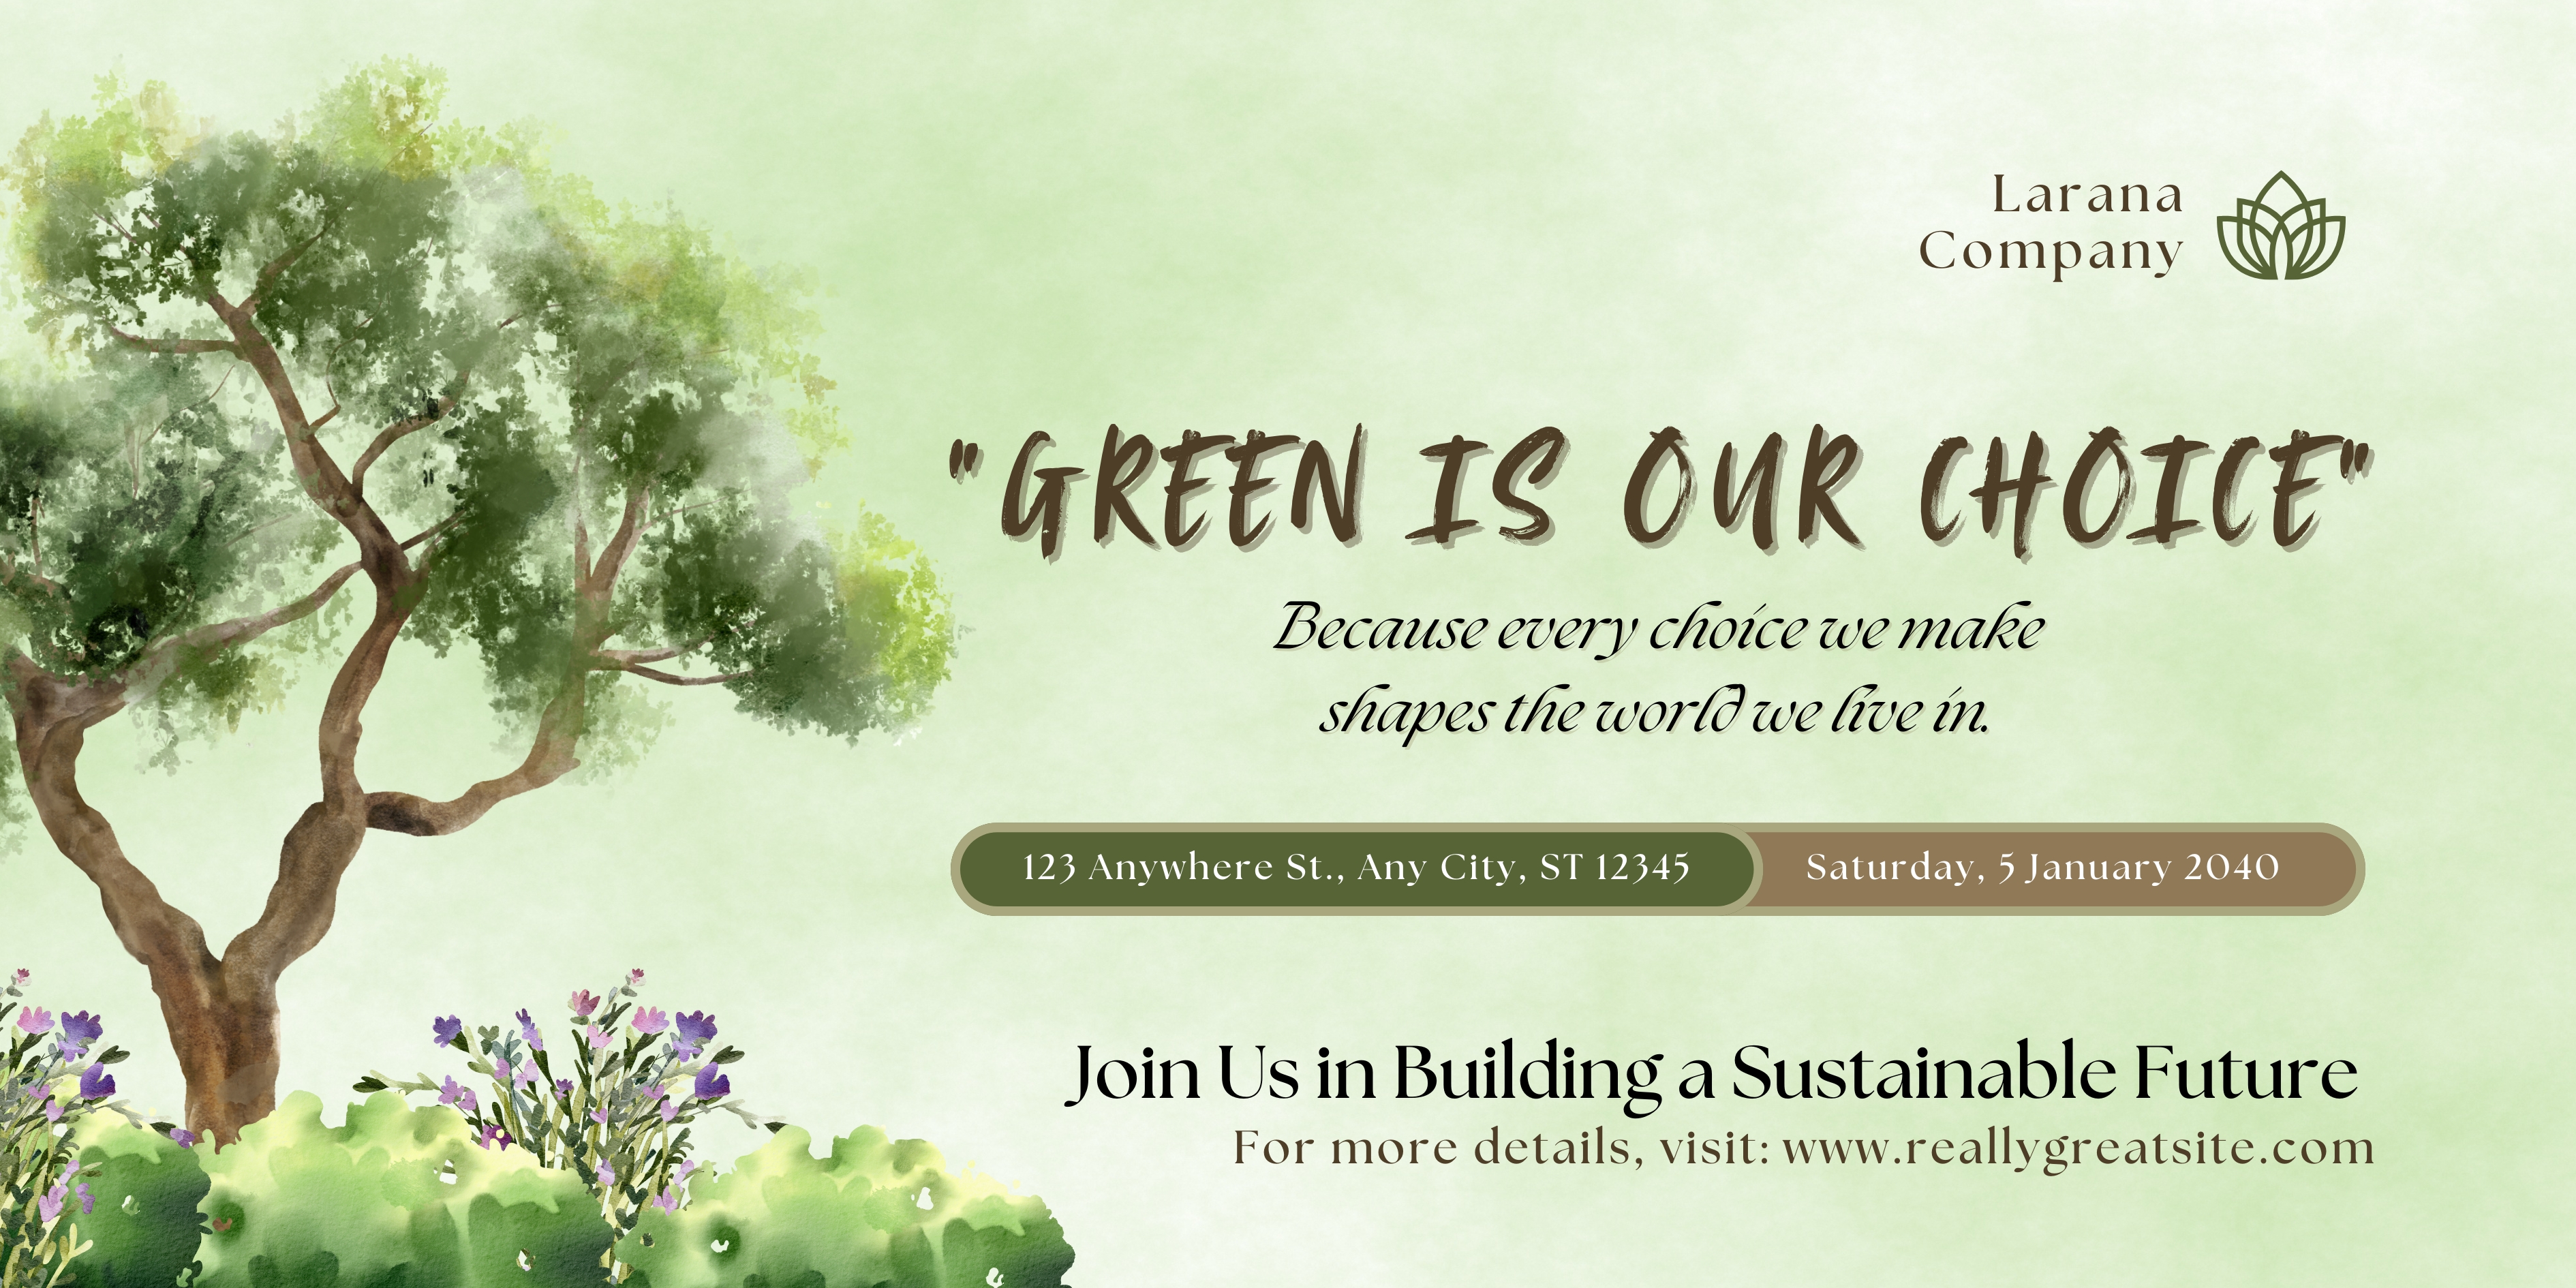 Larana
Company
"GREEN IS OUR CHOICE"
Because every choice we make
shapes the world we live in.
123 Anywhere St., Any City, ST 12345
Saturday, 5 January 2040
Join Us in Building a Sustainable Future
For more details, visit: www.reallygreatsite.com